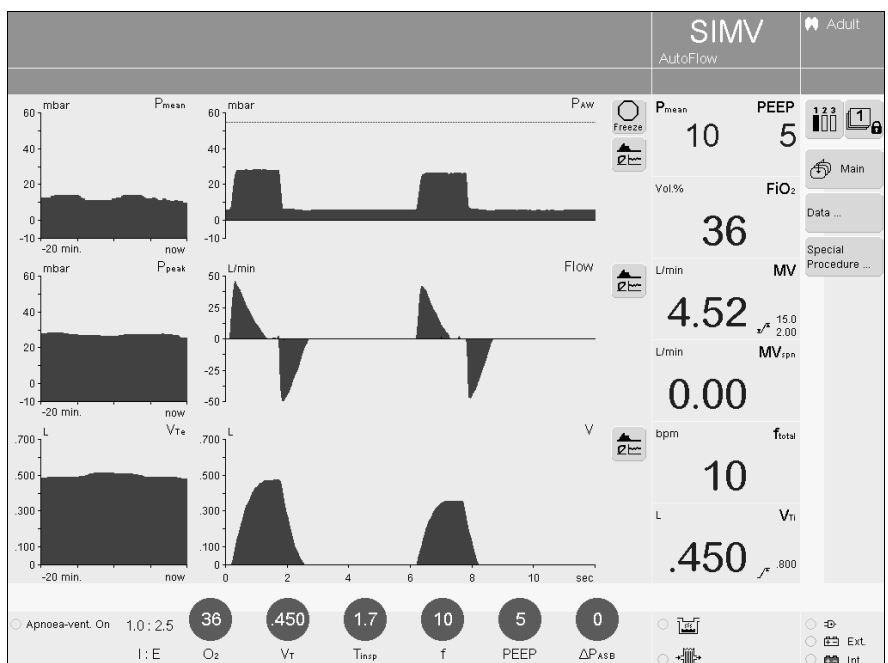 SIMV
Adult
AutoFlow
mbar Pmean
60
40
20
0
-10
-20 min. now
mbar PAW
60
40
20
0
-10
Freeze
Pmean PEEP
10 5
1 2 3
1
Main
Data ...
Special
Procedure ...
Vol.% FiO₂
36
mbar Ppeak
60
40
20
0
-10
-20 min. now
L/min Flow
50
25
0
-25
-50
L/min MV
4.52 15.0
2.00
L/min MVspn
0.00
L VTe
.700
.500
.300
.100
0
-20 min. now
L V
.700
.500
.300
.100
0
0 2 4 6 8 10 sec
bpm ftotal
10
L VTi
.450 .800
Apnoea-vent. On 1.0 : 2.5 36 .450 1.7 10 5 0
I : E O₂ VT Tinsp f PEEP ΔPASB
Ext.
Int.